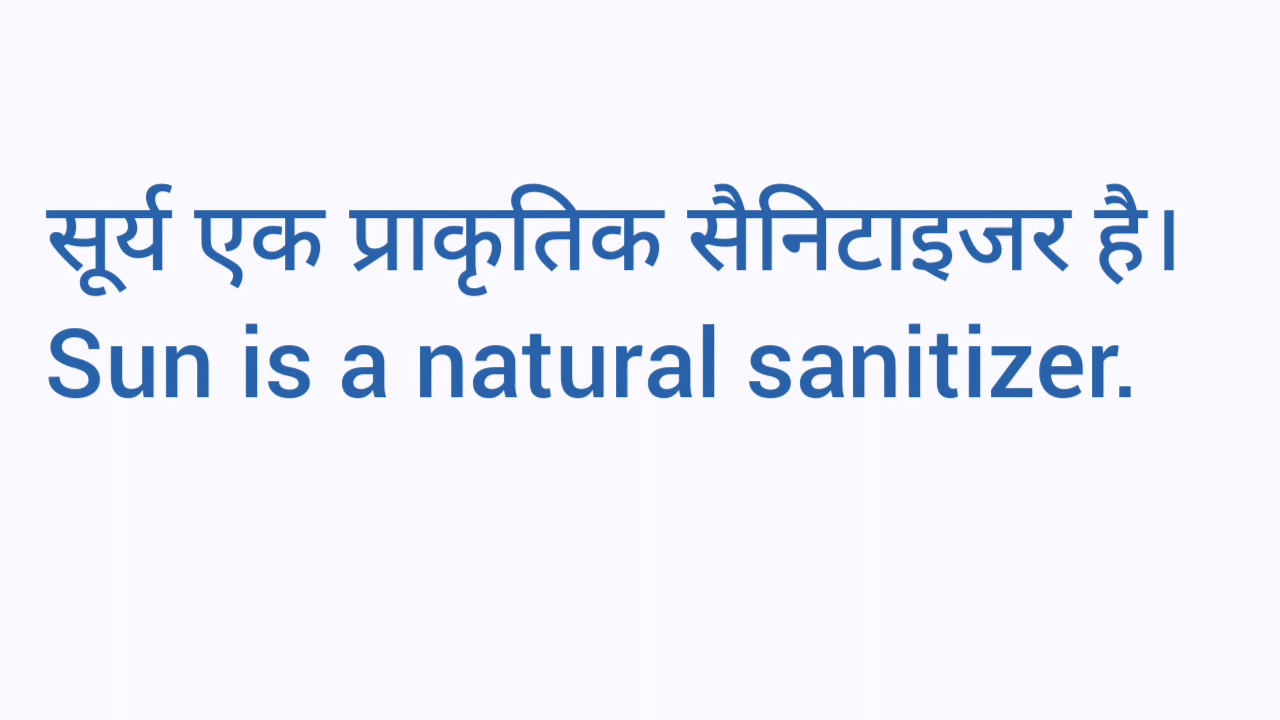 सूर्य एक प्राकृतिक सैनिटाइजर है।
Sun is a natural sanitizer.